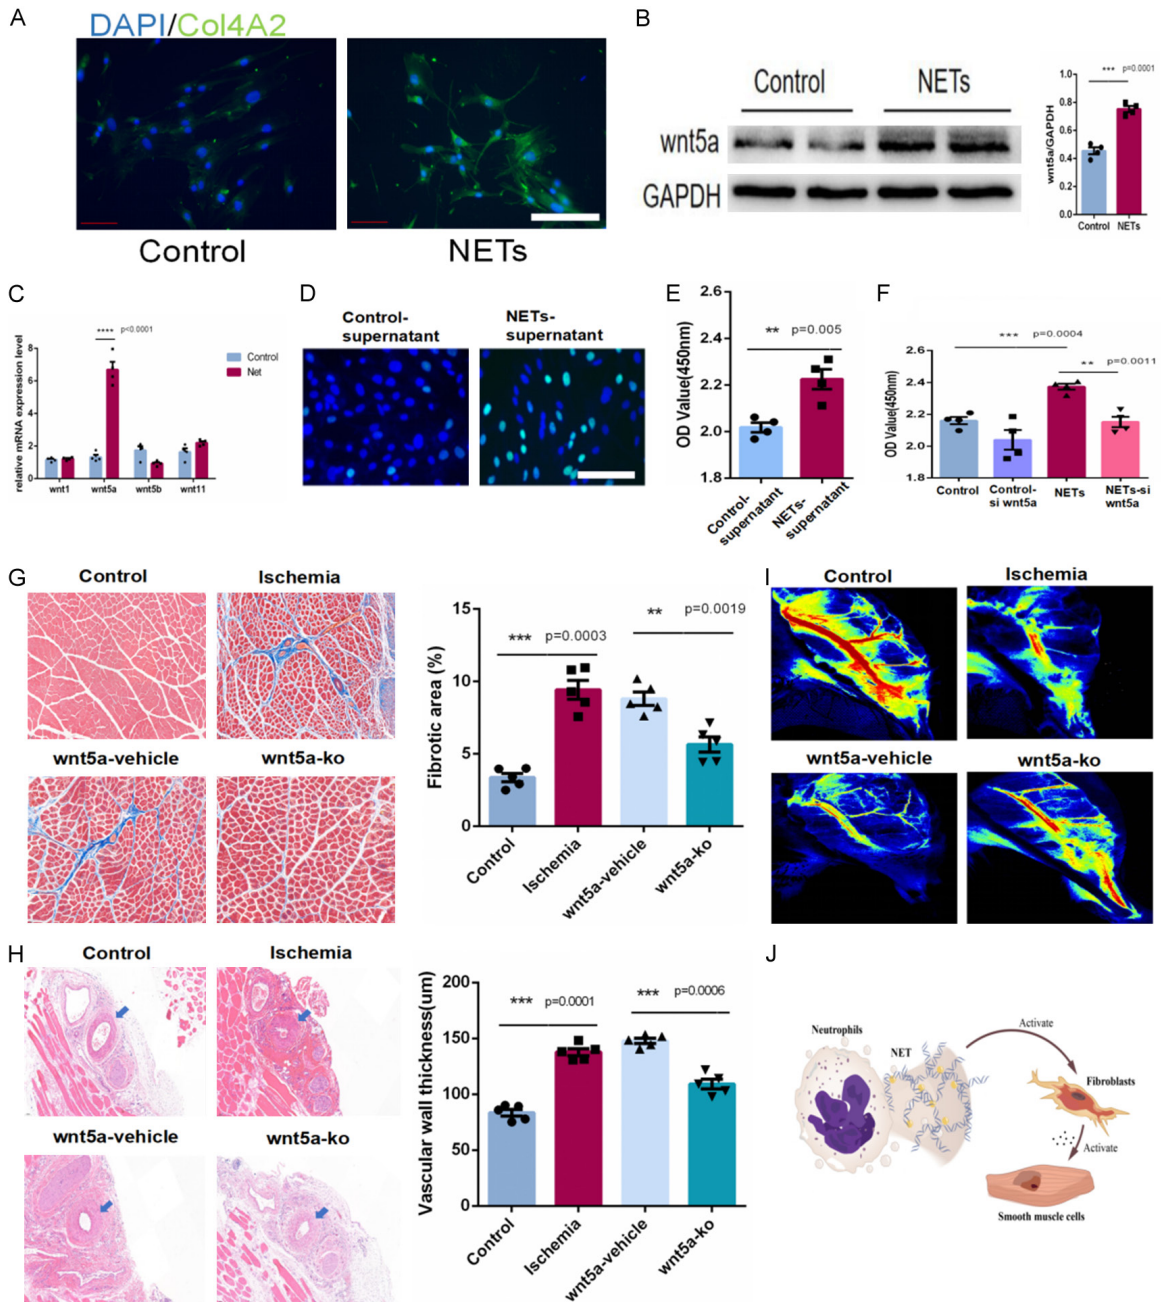 A
DAPI/Col4A2
Control
NETs
B
Control
NETs
wnt5a
GAPDH
*** p=0.0001
wnt5a/GAPDH
1.0
0.8
0.6
0.4
0.2
0.0
Control NETs
C
**** p<0.0001
relative mRNA expression level
8
6
4
2
0
wnt1 wnt5a wnt5b wnt11
Control
Net
D
Control-
supernatant
NETs-
supernatant
E
** p=0.005
OD Value(450nm)
2.6
2.4
2.2
2.0
1.8
Control-
supernatant
NETs-
supernatant
F
*** p=0.0004
** p=0.0011
OD Value(450nm)
2.6
2.4
2.2
2.0
1.8
Control
Control-
si wnt5a
NETs
NETs-si
wnt5a
G
Control
Ischemia
wnt5a-vehicle
wnt5a-ko
*** p=0.0003
** p=0.0019
Fibrotic area (%)
15
10
5
0
Control
Ischemia
wnt5a-vehicle
wnt5a-ko
I
Control
Ischemia
wnt5a-vehicle
wnt5a-ko
H
Control
Ischemia
wnt5a-vehicle
wnt5a-ko
*** p=0.0001
*** p=0.0006
Vascular wall thickness(um)
200
150
100
50
0
Control
Ischemia
wnt5a-vehicle
wnt5a-ko
J
Neutrophils
NET
Activate
Fibroblasts
Activate
Smooth muscle cells